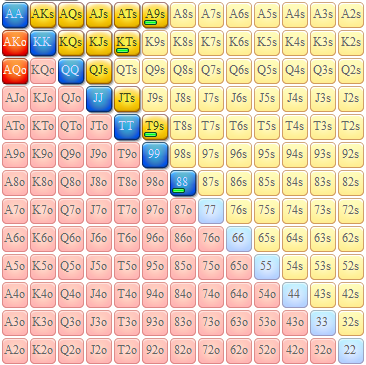 AA AKs AQs AJs ATs A9s A8s A7s A6s A5s A4s A3s A2s
AKo KK KQs KJs KTs K9s K8s K7s K6s K5s K4s K3s K2s
AQo KQo QQ QJs QTs Q9s Q8s Q7s Q6s Q5s Q4s Q3s Q2s
AJo KJo QJo JJ JTs J9s J8s J7s J6s J5s J4s J3s J2s
ATo KTo QTo JTo TT T9s T8s T7s T6s T5s T4s T3s T2s
A9o K9o Q9o J9o T9o 99 98s 97s 96s 95s 94s 93s 92s
A8o K8o Q8o J8o T8o 98o 88 87s 86s 85s 84s 83s 82s
A7o K7o Q7o J7o T7o 97o 87o 77 76s 75s 74s 73s 72s
A6o K6o Q6o J6o T6o 96o 86o 76o 66 65s 64s 63s 62s
A5o K5o Q5o J5o T5o 95o 85o 75o 65o 55 54s 53s 52s
A4o K4o Q4o J4o T4o 94o 84o 74o 64o 54o 44 43s 42s
A3o K3o Q3o J3o T3o 93o 83o 73o 63o 53o 43o 33 32s
A2o K2o Q2o J2o T2o 92o 82o 72o 62o 52o 42o 32o 22